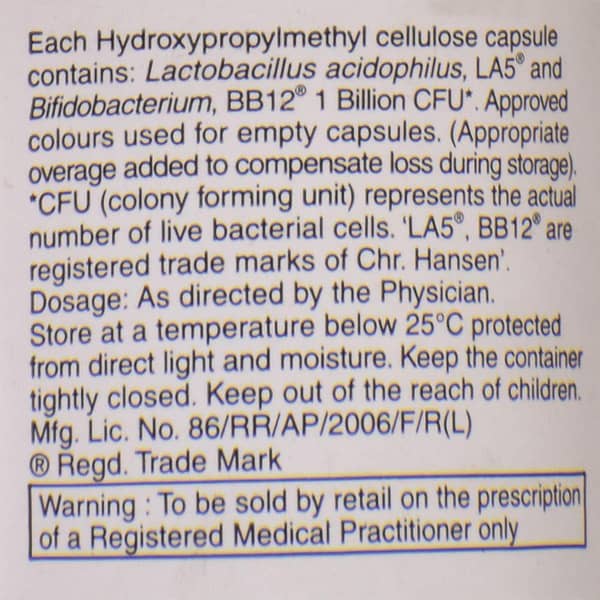 Each Hydroxypropylmethyl cellulose capsule
contains: Lactobacillus acidophilus, LA5® and
Bifidobacterium, BB12® 1 Billion CFU*. Approved
colours used for empty capsules. (Appropriate
overage added to compensate loss during storage).
*CFU (colony forming unit) represents the actual
number of live bacterial cells. ‘LA5®, BB12® are
registered trade marks of Chr. Hansen’.
Dosage: As directed by the Physician.
Store at a temperature below 25°C protected
from direct light and moisture. Keep the container
tightly closed. Keep out of the reach of children.
Mfg. Lic. No. 86/RR/AP/2006/F/R(L)
® Regd. Trade Mark
Warning : To be sold by retail on the prescription
of a Registered Medical Practitioner only